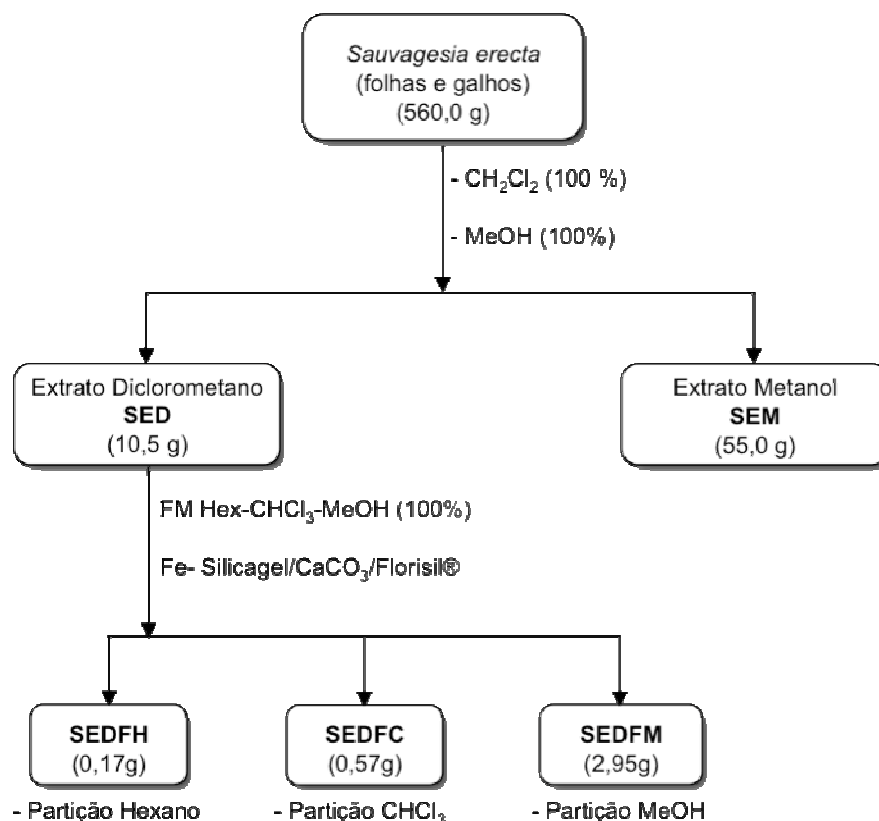 Sauvagesia erecta
(folhas e galhos)
(560,0 g)
- CH₂Cl₂ (100 %)
- MeOH (100%)
Extrato Diclorometano
SED
(10,5 g)
Extrato Metanol
SEM
(55,0 g)
FM Hex-CHCl₃-MeOH (100%)
Fe- Silicagel/CaCO₃/Florisil®
SEDFH
(0,17g)
SEDFC
(0,57g)
SEDFM
(2,95g)
- Partição Hexano
- Partição CHCl₃
- Partição MeOH